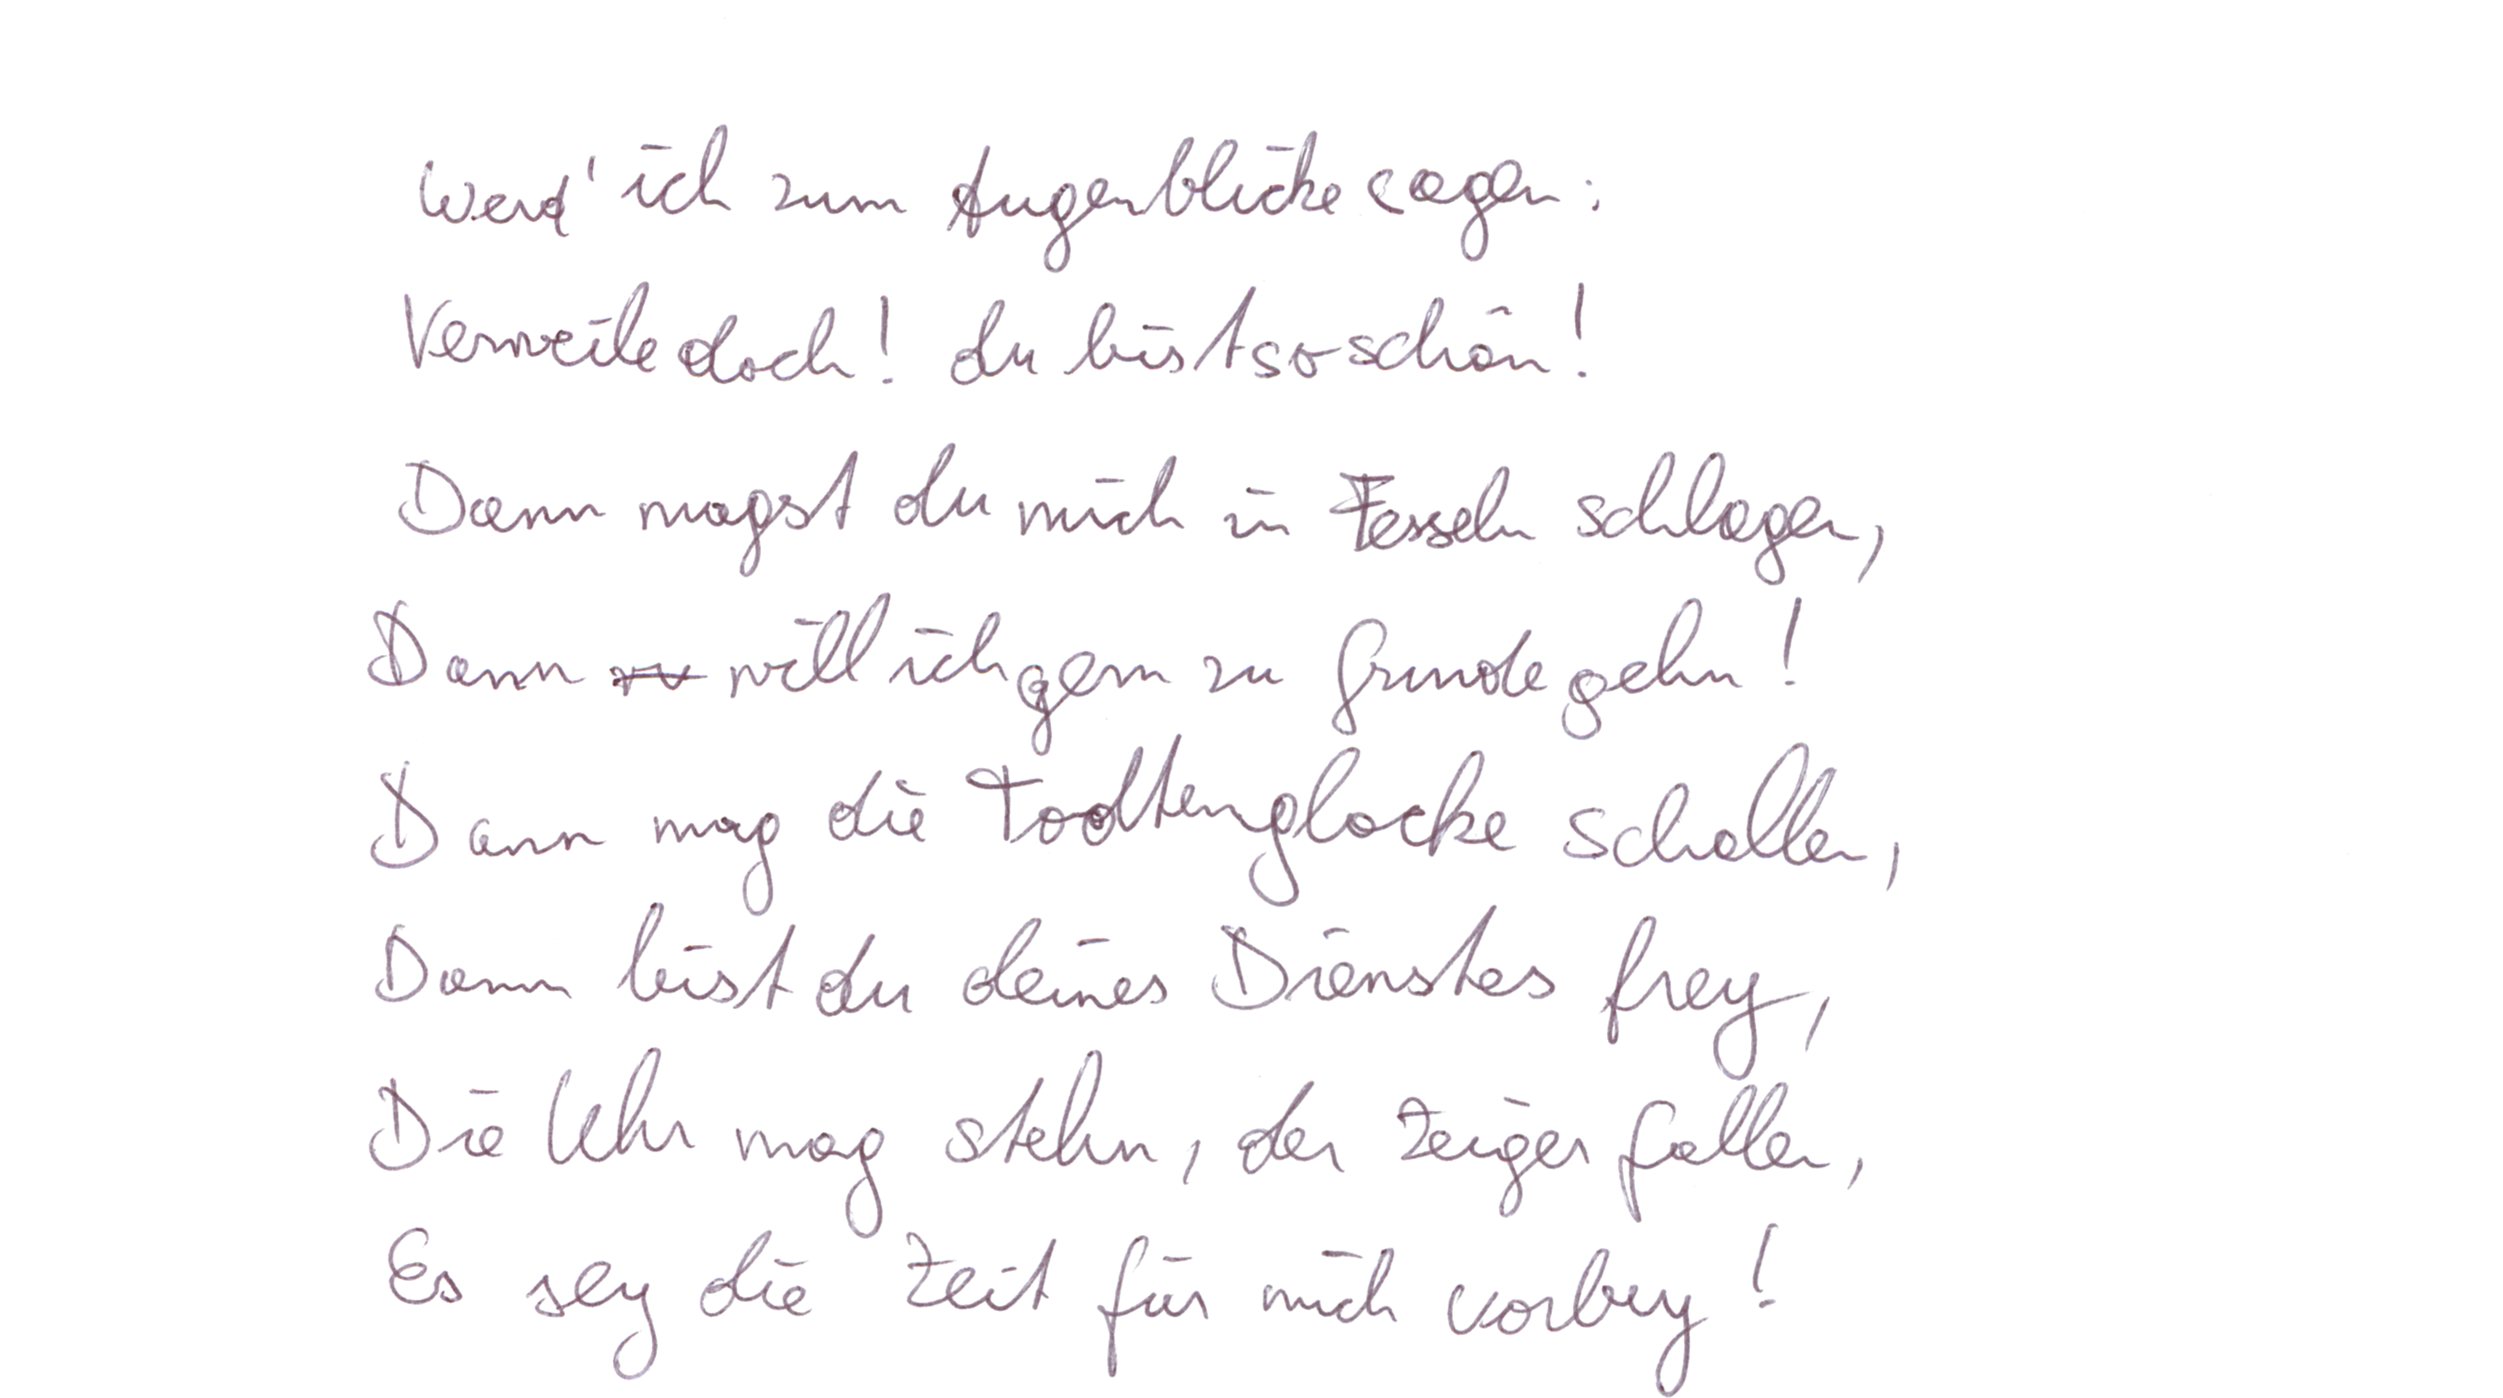 Werd' ich zum Augenblicke sagen:
Verweile doch! du bist so schön!
Dann magst du mich in Fesseln schlagen,
Dann will ich gern zu Grunde gehn!
Dann mag die Todtenglocke schallen,
Dann bist du deines Dienstes frey,
Die Uhr mag stehn, der Zeiger fallen,
Es sey die Zeit für mich vorbey!